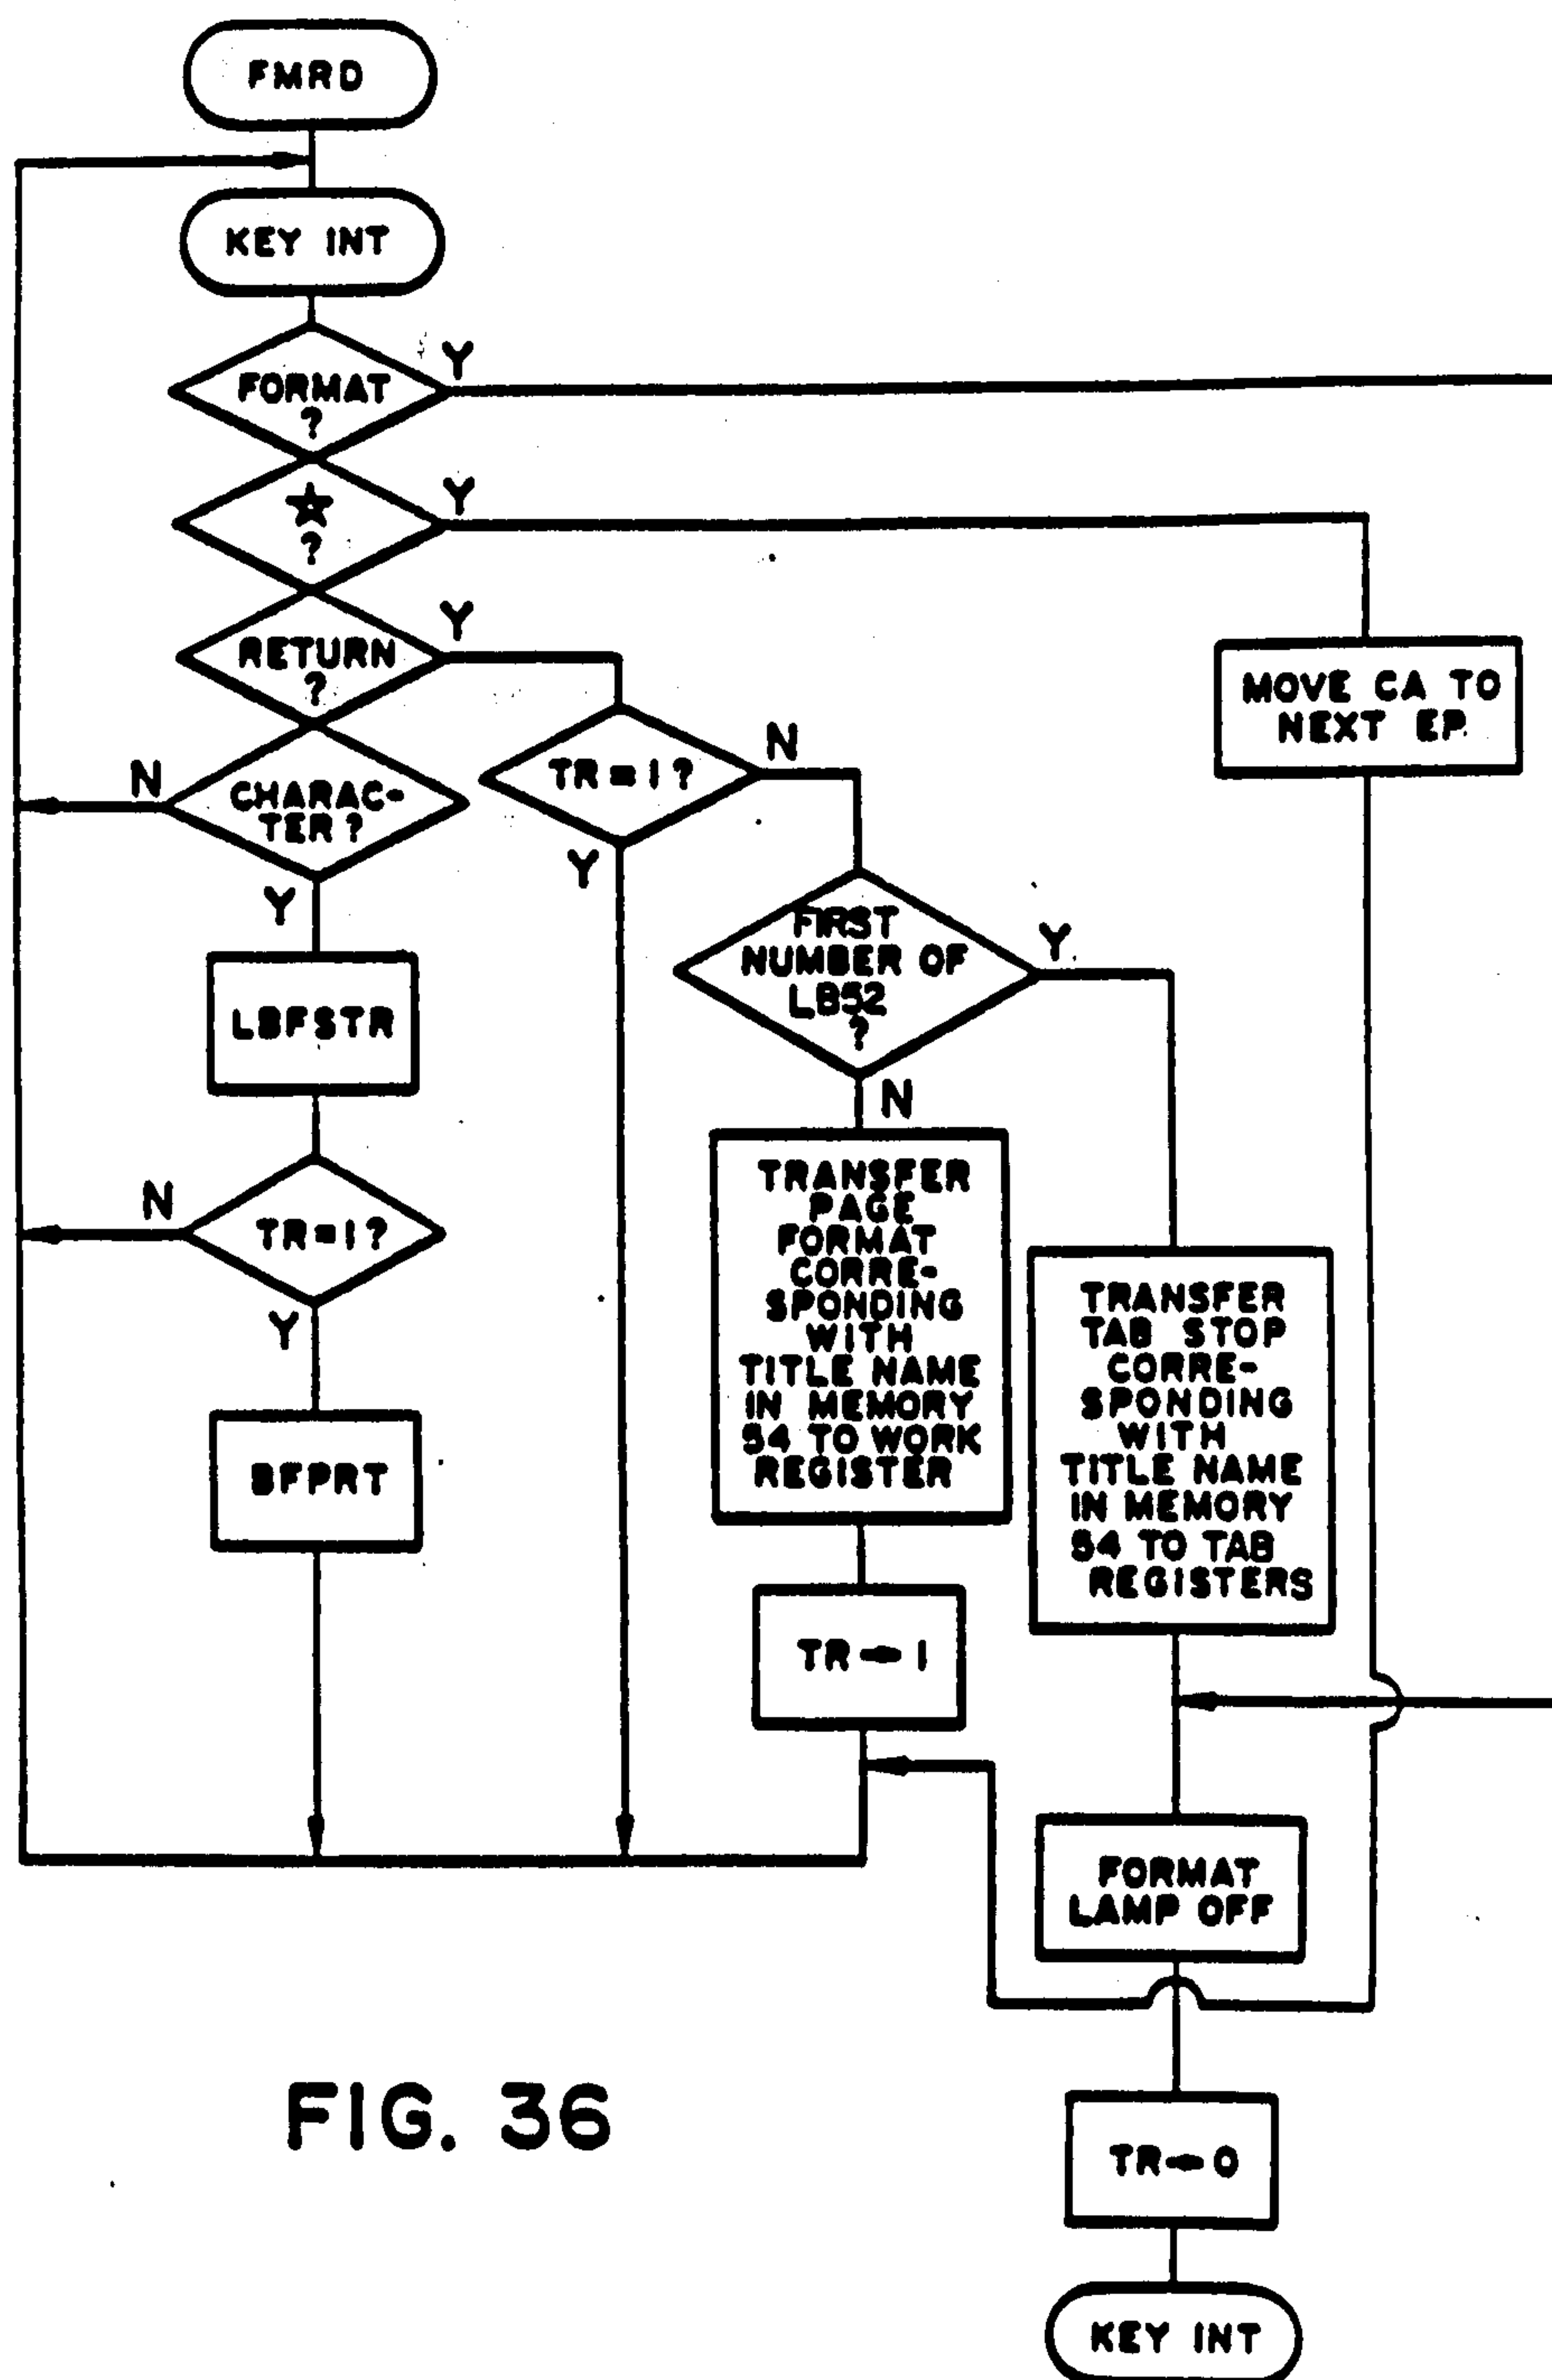 FMRD
KEY INT
FORMAT
?
Y
☆
?
Y
RETURN
?
Y
CHARAC-
TER?
N
Y
LBFSTR
TR=1?
N
Y
BFPRT
TR=1?
N
Y
FIRST
NUMBER OF
LB52
?
Y
N
TRANSFER
PAGE
FORMAT
CORRE-
SPONDING
WITH
TITLE NAME
IN MEMORY
54 TO WORK
REGISTER
TR→1
TRANSFER
TAB STOP
CORRE-
SPONDING
WITH
TITLE NAME
IN MEMORY
54 TO TAB
REGISTERS
MOVE CA TO
NEXT EP.
FORMAT
LAMP OFF
TR→0
KEY INT
FIG. 36